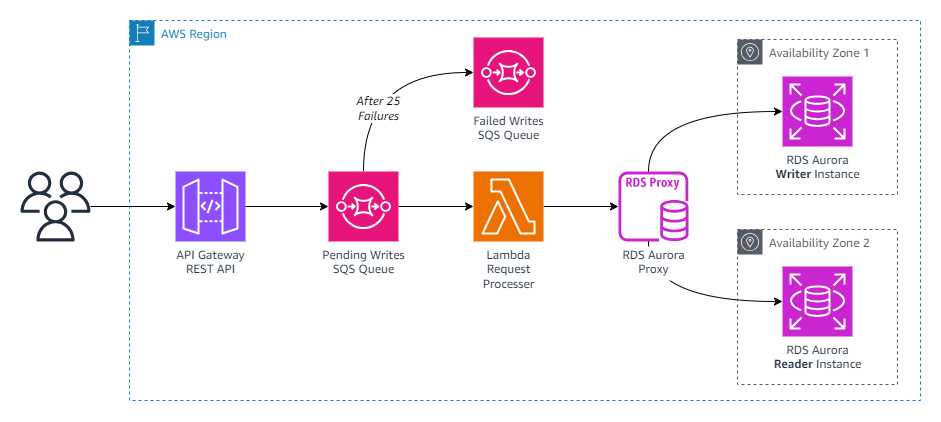 AWS Region
Availability Zone 1
After 25
Failures
Failed Writes
SQS Queue
RDS Aurora
Writer Instance
RDS Proxy
API Gateway
REST API
Pending Writes
SQS Queue
Lambda
Request
Processer
RDS Aurora
Proxy
Availability Zone 2
RDS Aurora
Reader Instance